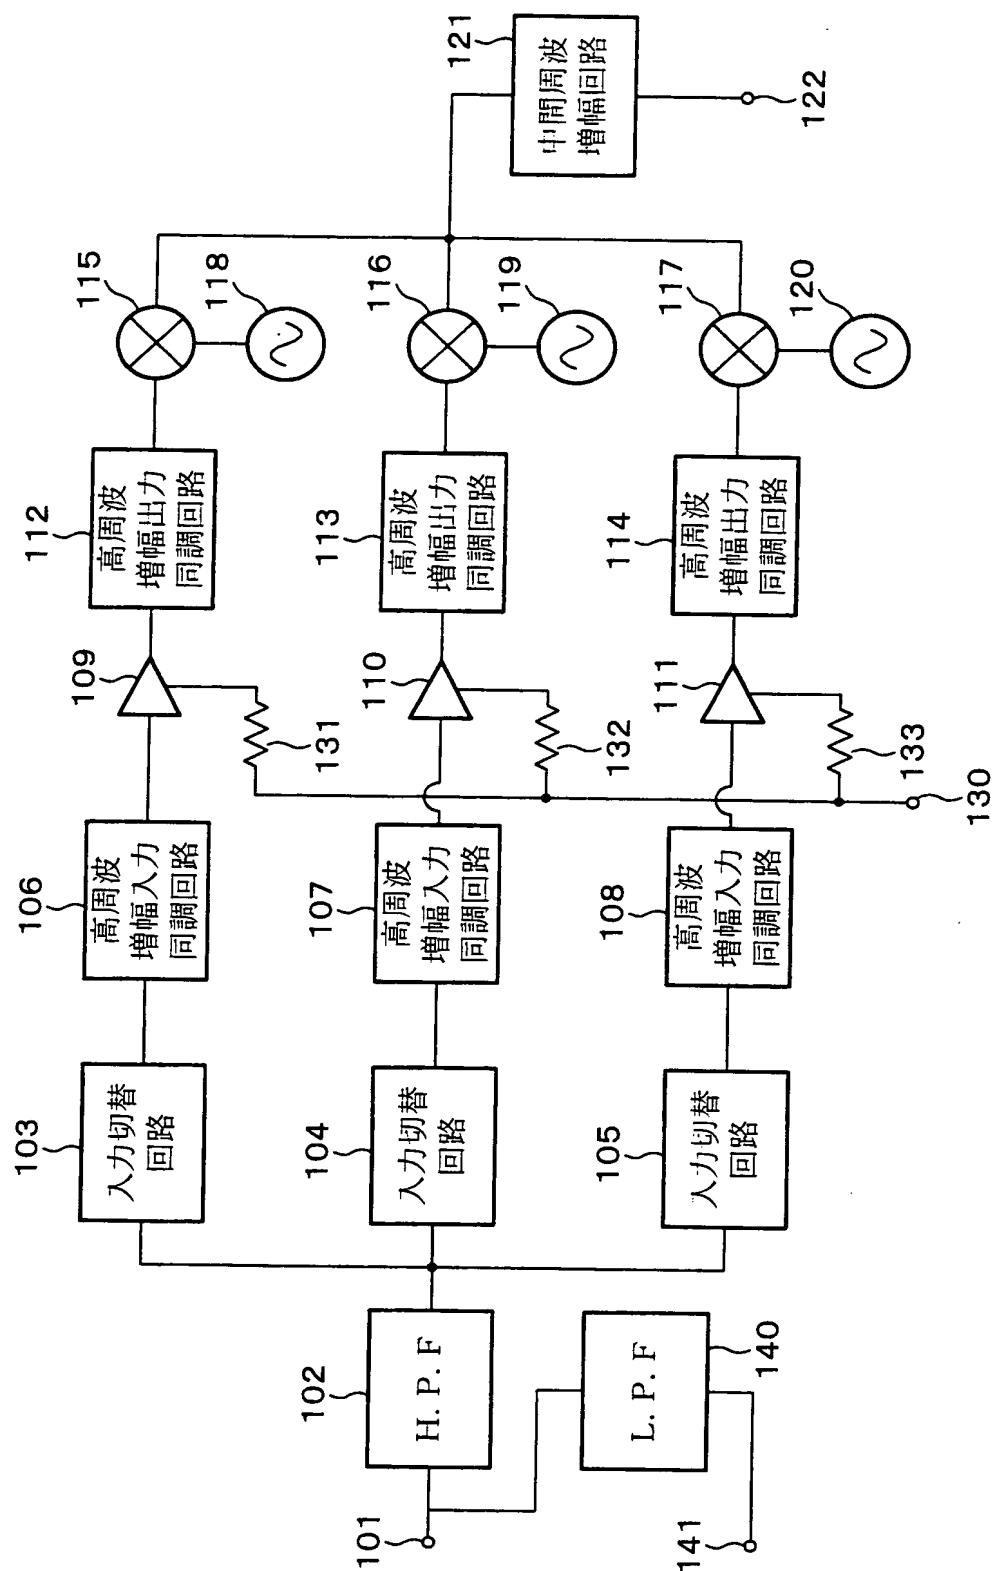 101
102
H. P. F
140
L. P. F
141
103
入力切替
回路
104
入力切替
回路
105
入力切替
回路
106
高周波
増幅入力
同調回路
107
高周波
増幅入力
同調回路
108
高周波
増幅入力
同調回路
109
110
111
131
132
133
130
112
高周波
増幅出力
同調回路
113
高周波
増幅出力
同調回路
114
高周波
増幅出力
同調回路
115
118
116
119
117
120
121
中間周波
増幅回路
122